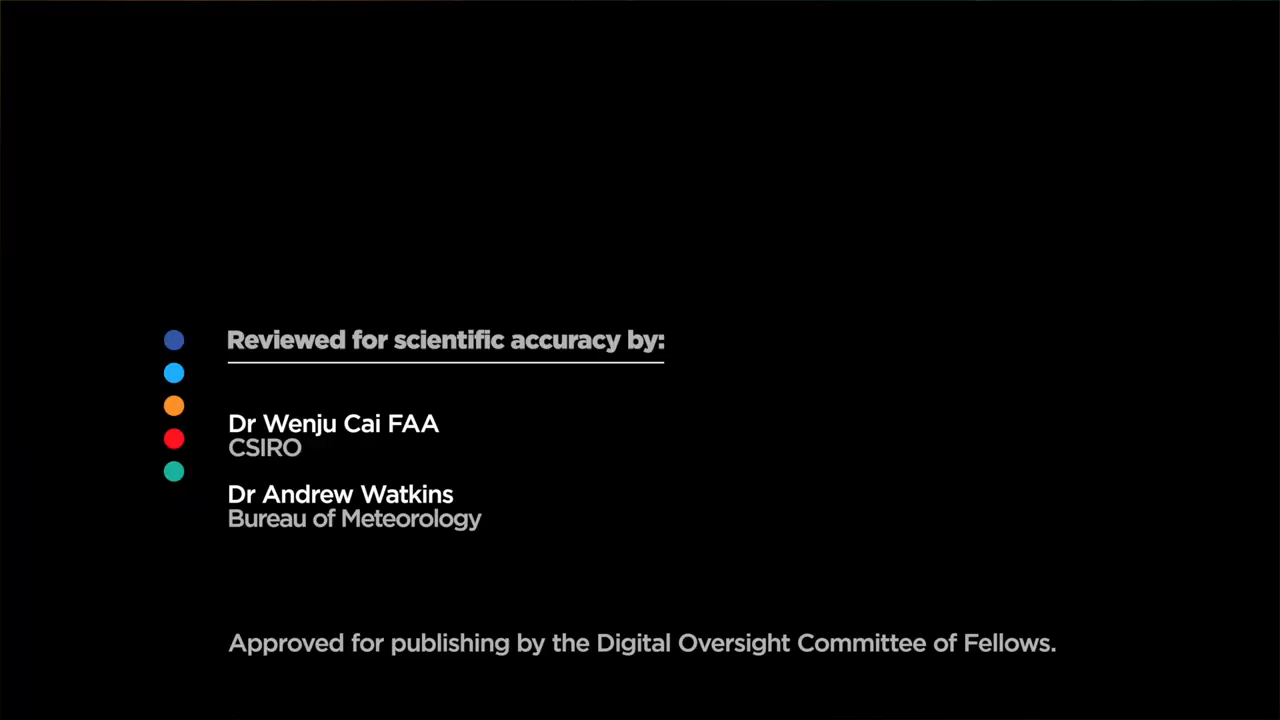 Reviewed for scientific accuracy by:
Dr Wenju Cai FAA
CSIRO
Dr Andrew Watkins
Bureau of Meteorology
Approved for publishing by the Digital Oversight Committee of Fellows.